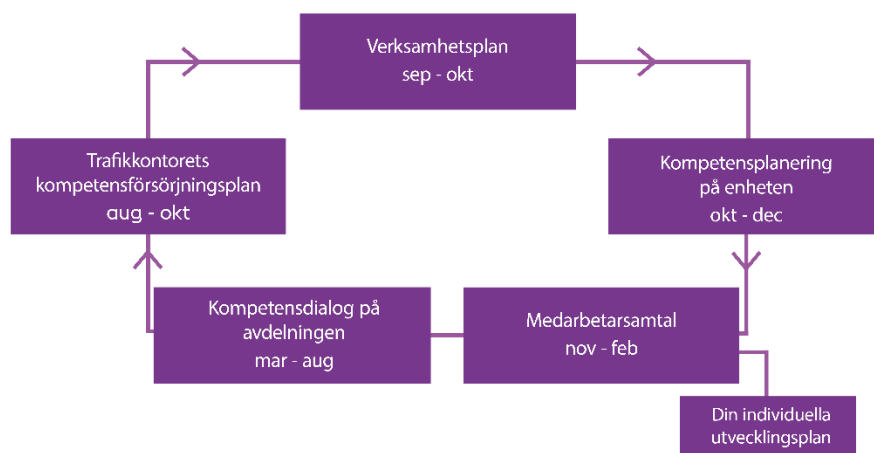 Verksamhetsplan
sep - okt
Trafikkontorets
kompetensförsörjningsplan
aug - okt
Kompetensplanering
på enheten
okt - dec
Kompetensdialog på
avdelningen
mar - aug
Medarbetarsamtal
nov - feb
Din individuella
utvecklingsplan